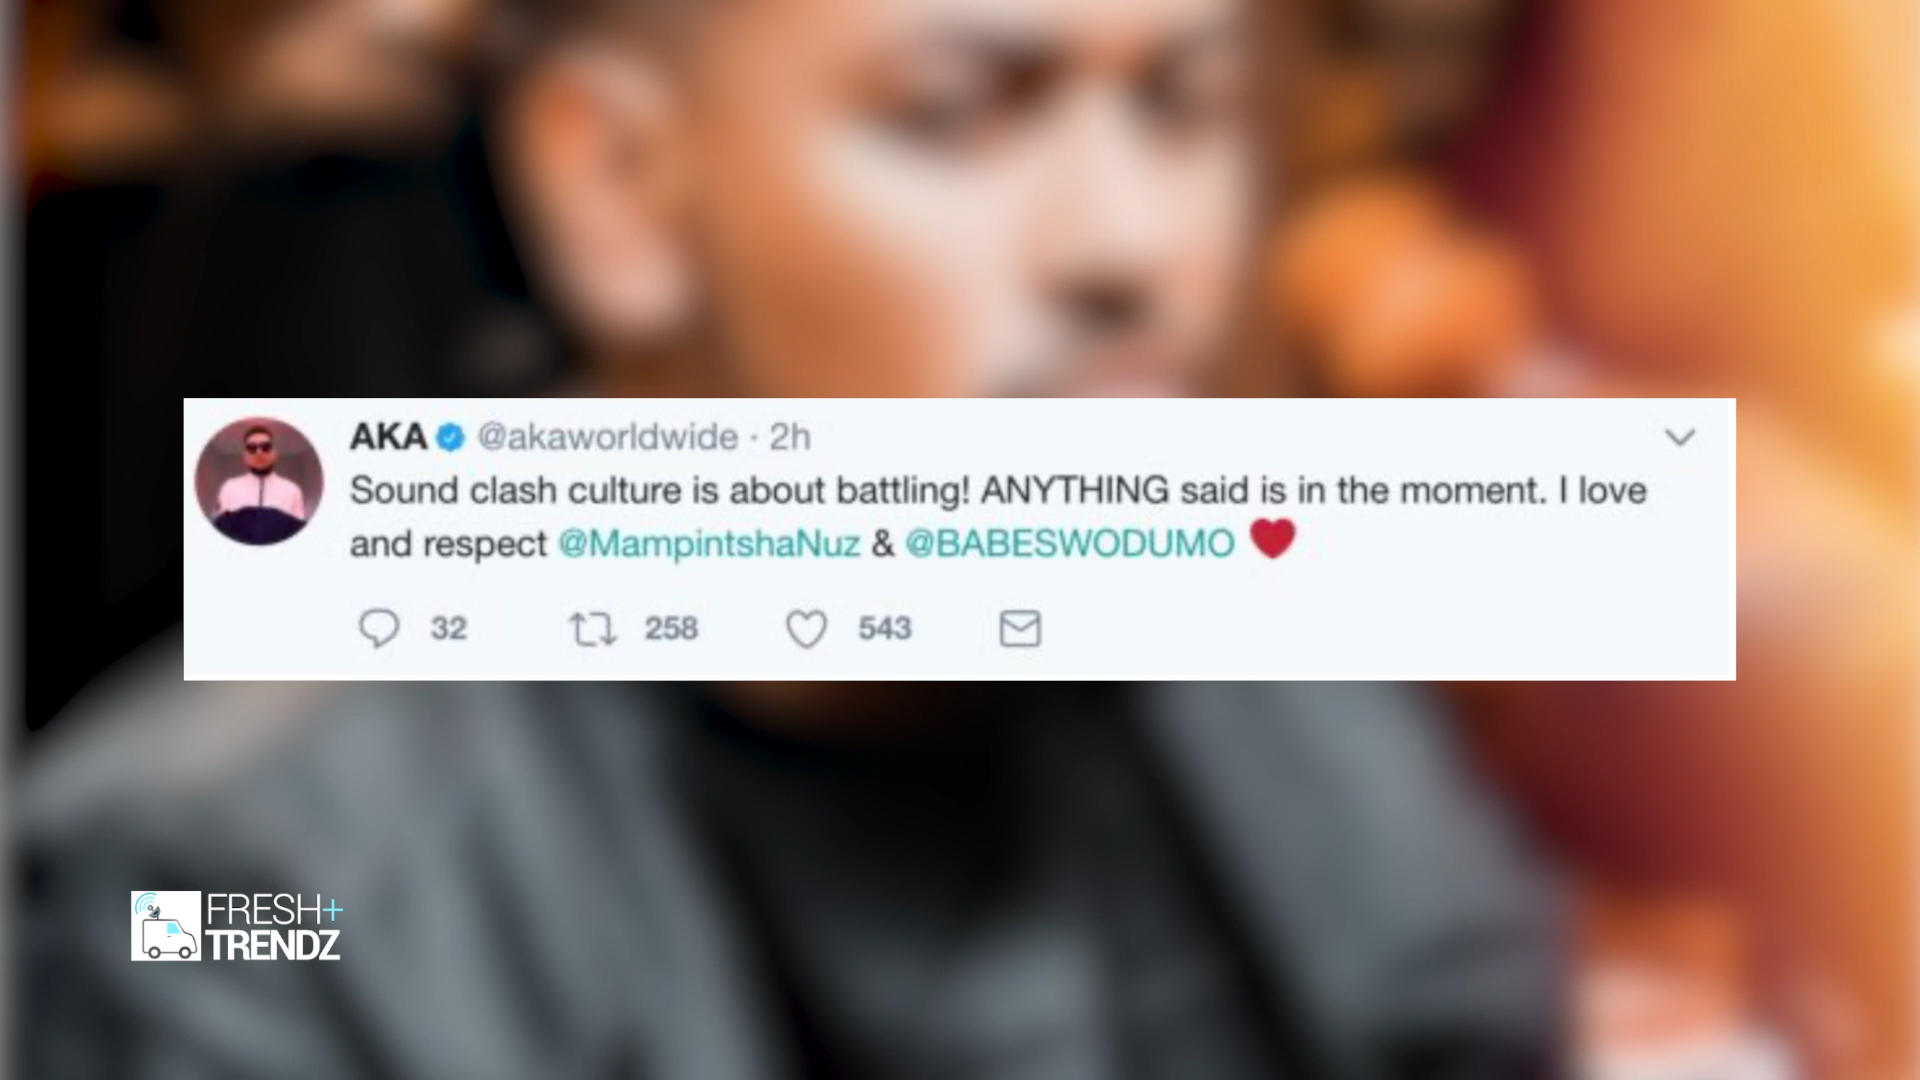 AKA @akaworldwide · 2h
Sound clash culture is about battling! ANYTHING said is in the moment. I love
and respect @MampintshaNuz & @BABESWODUMO ❤️
32 258 543
FRESH+
TRENDZ